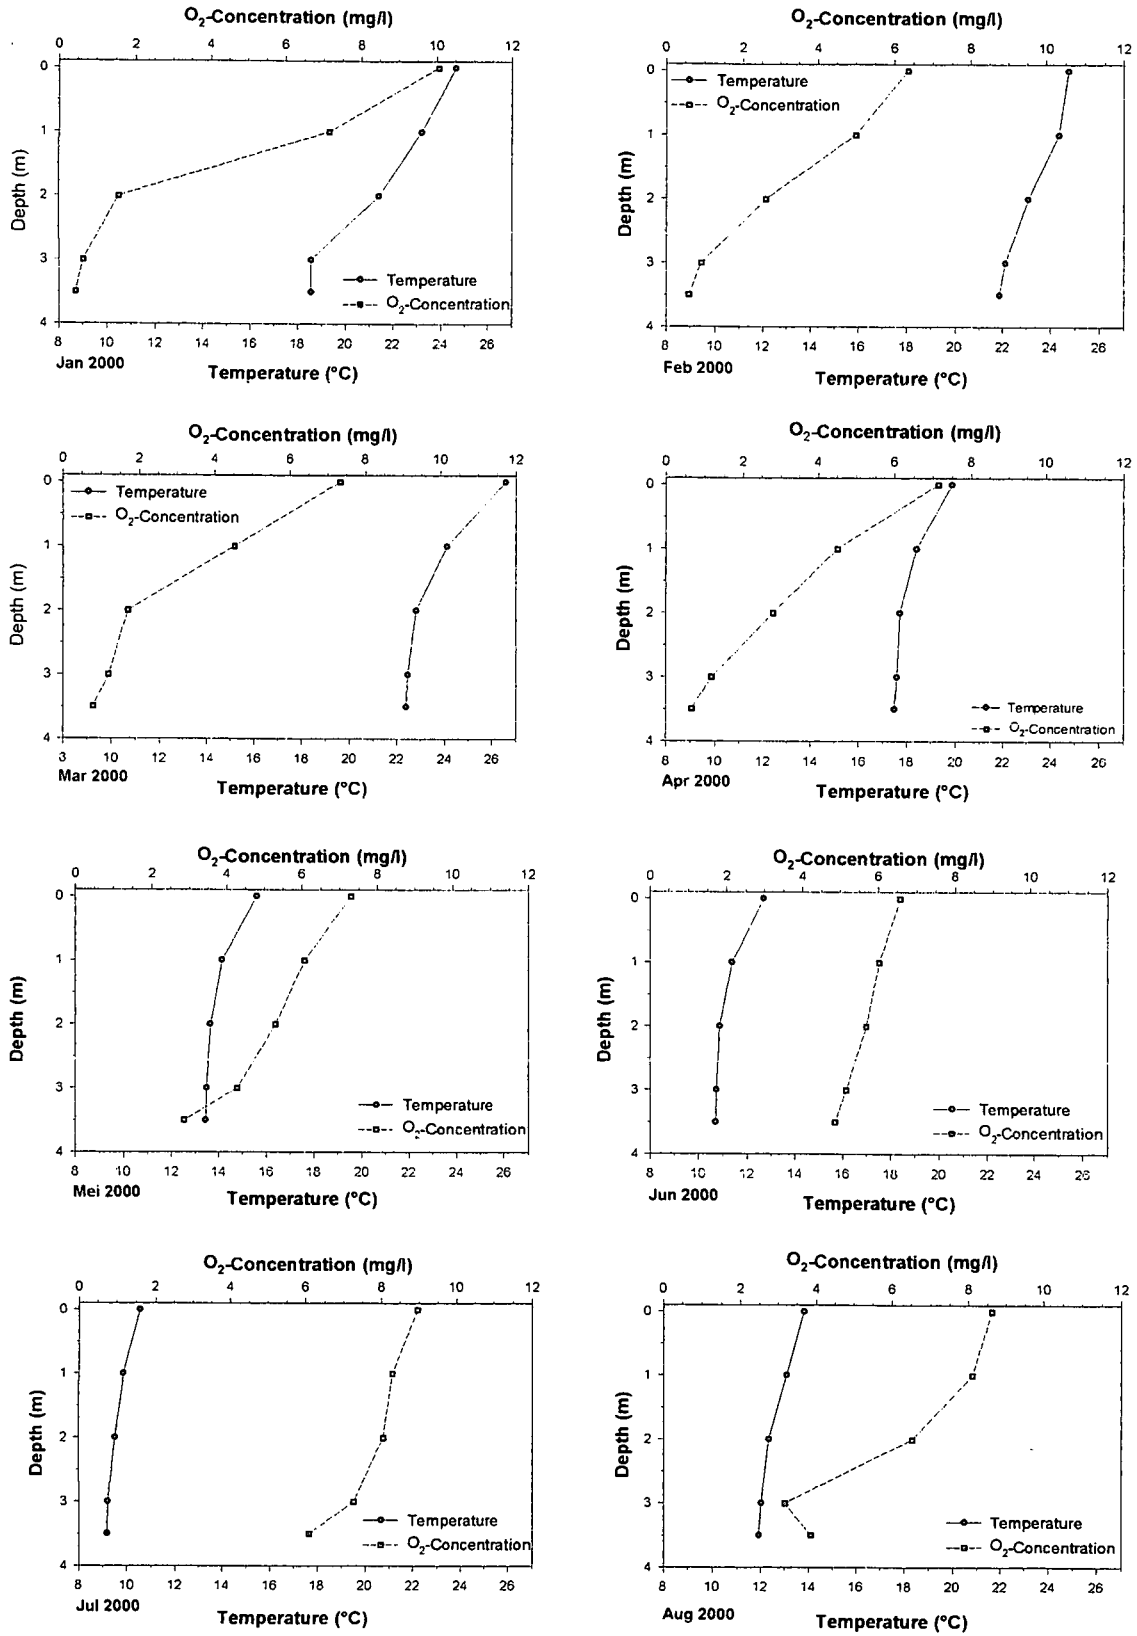 O2-Concentration (mg/l)
0 2 4 6 8 10 12
0
1
2
3
4
Depth (m)
Temperature
O2-Concentration
8 10 12 14 16 18 20 22 24 26
Jan 2000
Temperature (°C)
O2-Concentration (mg/l)
0 2 4 6 8 10 12
0
1
2
3
4
Depth (m)
Temperature
O2-Concentration
8 10 12 14 16 18 20 22 24 26
Feb 2000
Temperature (°C)
O2-Concentration (mg/l)
0 2 4 6 8 10 12
0
1
2
3
4
Depth (m)
Temperature
O2-Concentration
3 10 12 14 16 18 20 22 24 26
Mar 2000
Temperature (°C)
O2-Concentration (mg/l)
0 2 4 6 8 10 12
0
1
2
3
4
Depth (m)
Temperature
O2-Concentration
8 10 12 14 16 18 20 22 24 26
Apr 2000
Temperature (°C)
O2-Concentration (mg/l)
0 2 4 6 8 10 12
0
1
2
3
4
Depth (m)
Temperature
O2-Concentration
8 10 12 14 16 18 20 22 24 26
Mei 2000
Temperature (°C)
O2-Concentration (mg/l)
0 2 4 6 8 10 12
0
1
2
3
4
Depth (m)
Temperature
O2-Concentration
8 10 12 14 16 18 20 22 24 26
Jun 2000
Temperature (°C)
O2-Concentration (mg/l)
0 2 4 6 8 10 12
0
1
2
3
4
Depth (m)
Temperature
O2-Concentration
8 10 12 14 16 18 20 22 24 26
Jul 2000
Temperature (°C)
O2-Concentration (mg/l)
0 2 4 6 8 10 12
0
1
2
3
4
Depth (m)
Temperature
O2-Concentration
8 10 12 14 16 18 20 22 24 26
Aug 2000
Temperature (°C)